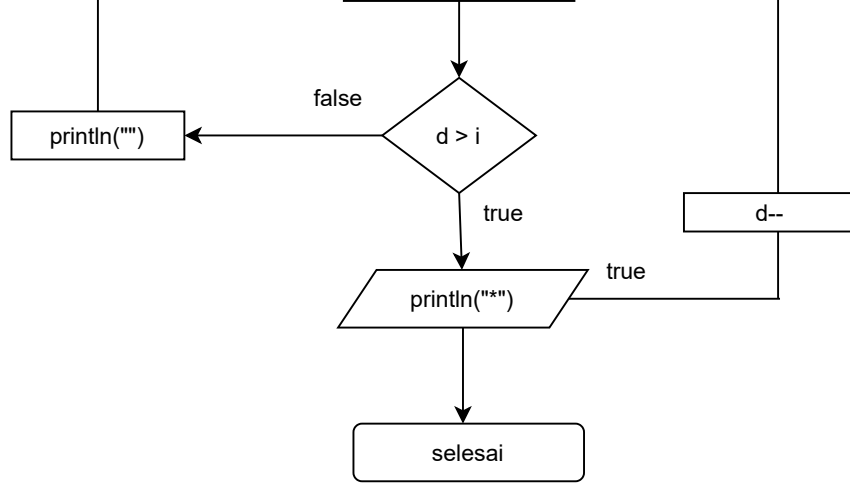 false
println("")
d > i
true
d--
true
println("*")
selesai